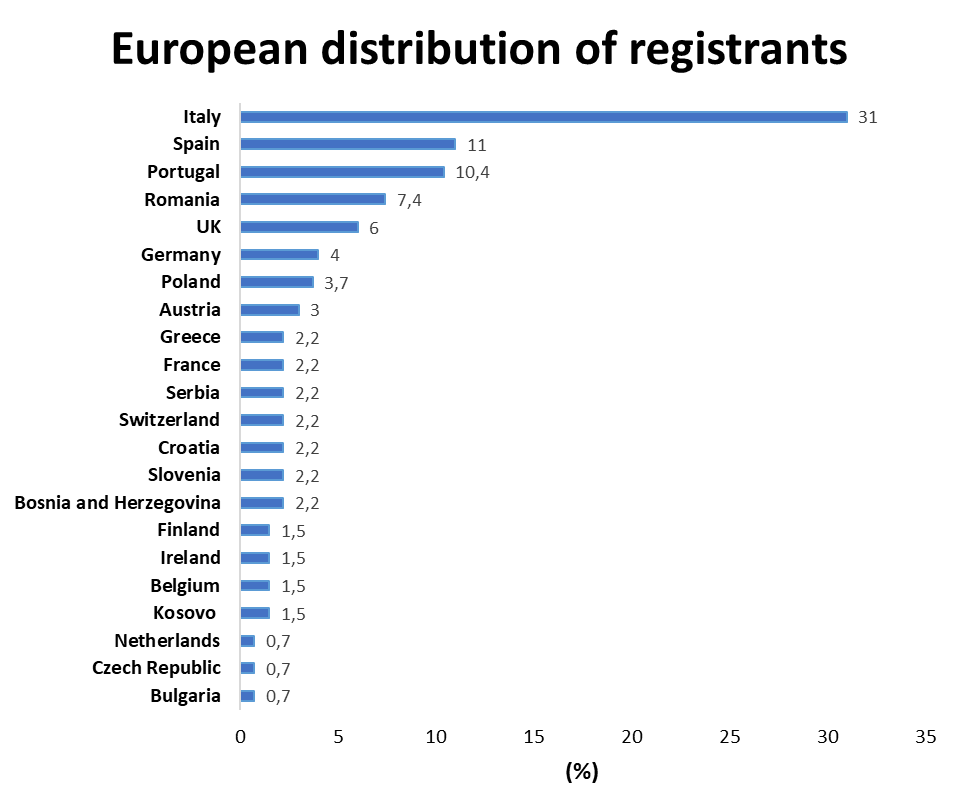 European distribution of registrants
Italy 31
Spain 11
Portugal 10,4
Romania 7,4
UK 6
Germany 4
Poland 3,7
Austria 3
Greece 2,2
France 2,2
Serbia 2,2
Switzerland 2,2
Croatia 2,2
Slovenia 2,2
Bosnia and Herzegovina 2,2
Finland 1,5
Ireland 1,5
Belgium 1,5
Kosovo 1,5
Netherlands 0,7
Czech Republic 0,7
Bulgaria 0,7
0 5 10 15 20 25 30 35
(%)